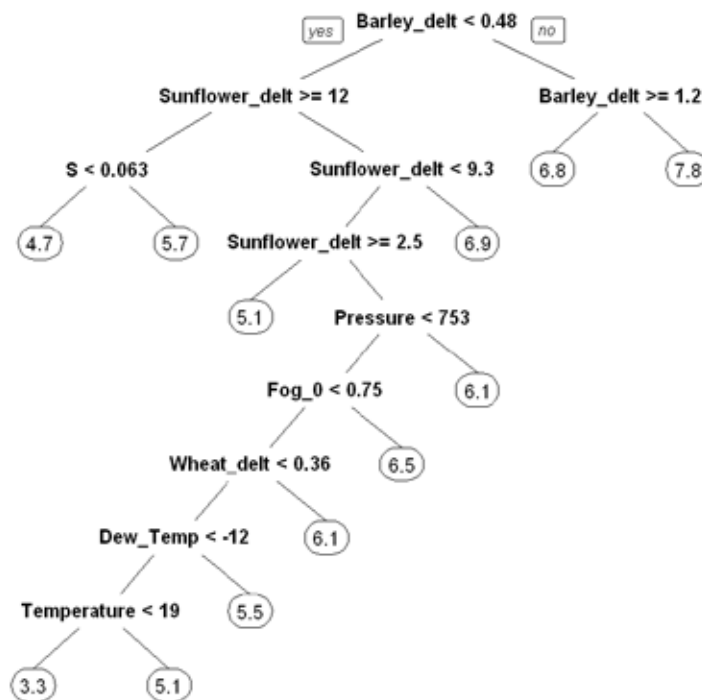 yes Barley_delt < 0.48 no
Sunflower_delt >= 12 Barley_delt >= 1.2
S < 0.063 Sunflower_delt < 9.3 6.8 7.8
4.7 5.7 Sunflower_delt >= 2.5 6.9
5.1 Pressure < 753
Fog_0 < 0.75 6.1
Wheat_delt < 0.36 6.5
Dew_Temp < -12 6.1
Temperature < 19 5.5
3.3 5.1